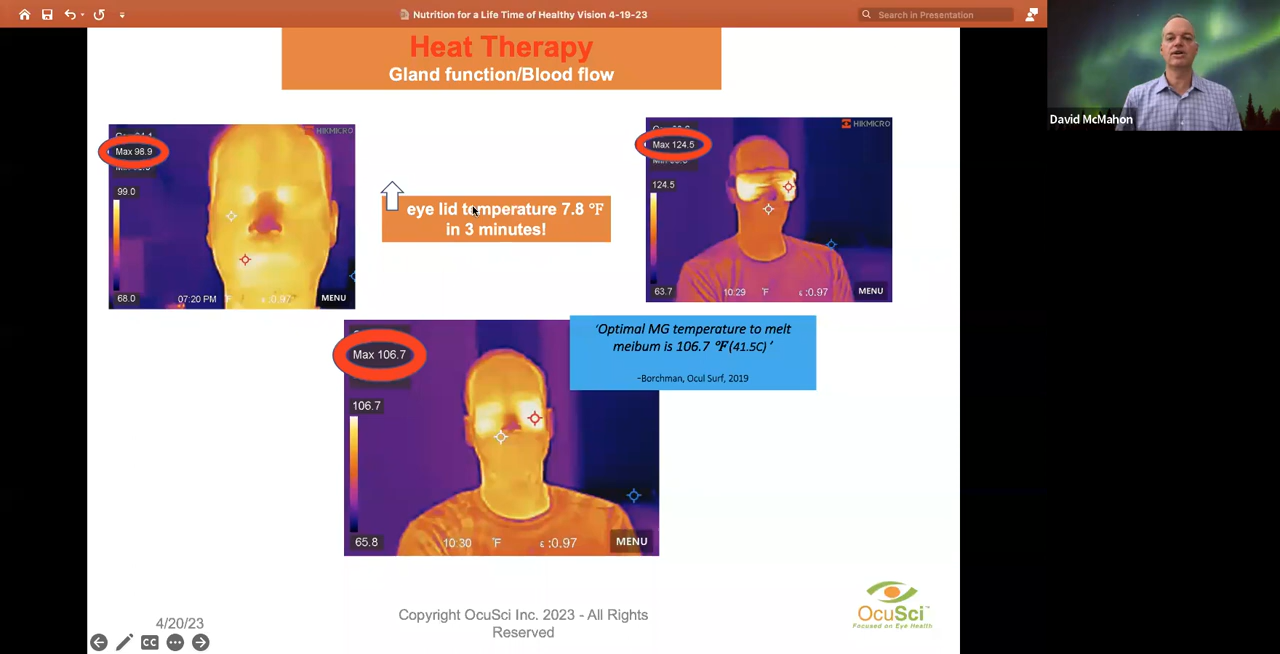 Nutrition for a Life Time of Healthy Vision 4-19-23
Search in Presentation
Heat Therapy
Gland function/Blood flow
HIKMICRO
Max 98.9
99.0
68.0
07:20 PM °F ε:0.97 MENU
eye lid temperature 7.8 °F
in 3 minutes!
HIKMICRO
Max 124.5
124.5
63.7
10:29 °F ε:0.97 MENU
Max 106.7
106.7
65.8
10:30 °F ε:0.97 MENU
‘Optimal MG temperature to melt
meibum is 106.7 °F(41.5C) ’
~Borchman, Ocul Surf, 2019
David McMahon
4/20/23
Copyright OcuSci Inc. 2023 - All Rights
Reserved
OcuSci™
Focused on Eye Health
CC